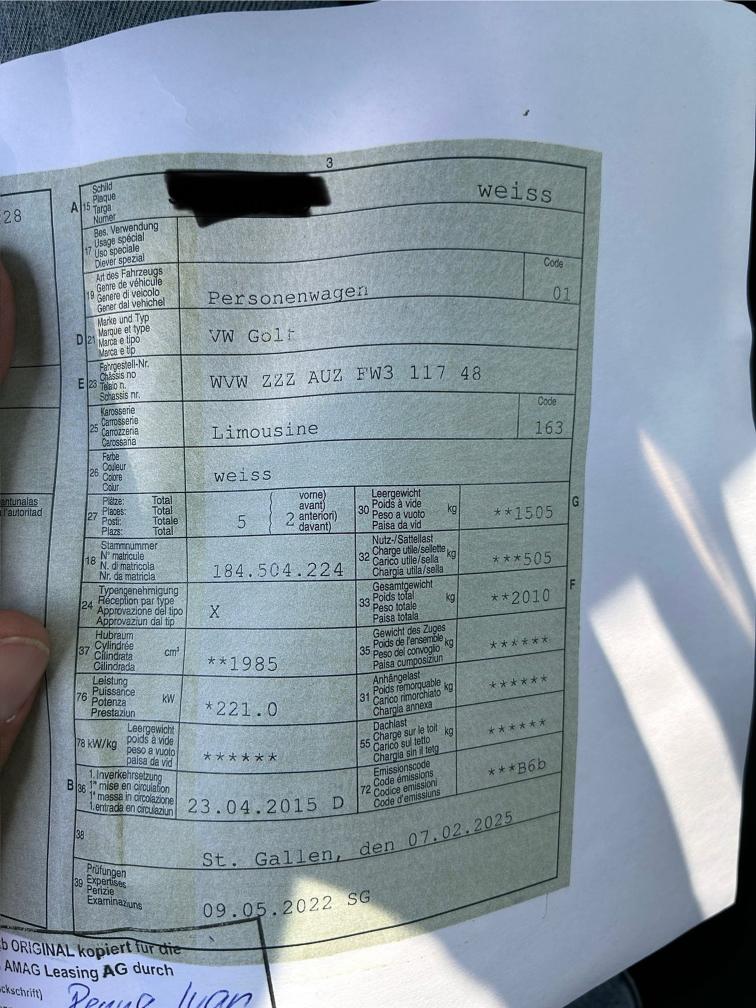 3
28
A 15 Schild
Plaque
Targa
Numer
weiss
17 Bes. Verwendung
Usage spécial
Uso speciale
Diever spezial
19 Art des Fahrzeugs
Genre de véhicule
Genere di veicolo
Gener dal vehichel
Personenwagen
Code
01
D 21 Marke und Typ
Marque et type
Marca e tipo
Marca e tip
VW Golf
E 23 Fahrgestell-Nr.
Châssis no
Telaio n.
Schassis nr.
WVW ZZZ AUZ FW3 117 48
25 Karosserie
Carrosserie
Carrozzeria
Carossaria
Limousine
Code
163
26 Farbe
Couleur
Colore
Colur
weiss
27 Plätze: Total
Places: Total
Posti: Totale
Plazs: Total
5 { 2 vorne)
avant)
anteriori)
davant)
30 Leergewicht
Poids à vide
Peso a vuoto
Paisa da vid
kg
**1505
G
18 Stammnummer
N° matricule
N. di matricola
Nr. da matricla
184.504.224
32 Nutz-/Sattellast
Charge utile/sellette
Carico utile/sella
Chargia utila/sella
kg
***505
24 Typengenehmigung
Réception par type
Approvazione del tipo
Approvaziun dal tip
X
33 Gesamtgewicht
Poids total
Peso totale
Paisa totala
kg
**2010
F
37 Hubraum
Cylindrée
Cilindrata
Cilindrada
cm³
**1985
35 Gewicht des Zuges
Poids de l'ensemble
Peso del convoglio
Paisa cumposiziun
kg
******
76 Leistung
Puissance
Potenza
Prestaziun
kW
*221.0
31 Anhängelast
Poids remorquable
Carico rimorchiato
Chargia annexa
kg
******
78 kW/kg Leergewicht
poids à vide
peso a vuoto
paisa da vid
******
55 Dachlast
Charge sur le toit
Carico sul tetto
Chargia sin il tetg
kg
******
B 36 1. Inverkehrsetzung
1re mise en circulation
1a messa in circolazione
1. entrada en circulaziun
23.04.2015 D
72 Emissionscode
Code émissions
Codice emissioni
Code d'emissiuns
***B6b
38
St. Gallen, den 07.02.2025
39 Prüfungen
Expertises
Perizie
Examinaziuns
09.05.2022 SG
antunalas
l'autoritad
b ORIGINAL kopiert für die
AMAG Leasing AG durch
ckschrift)
Ivan